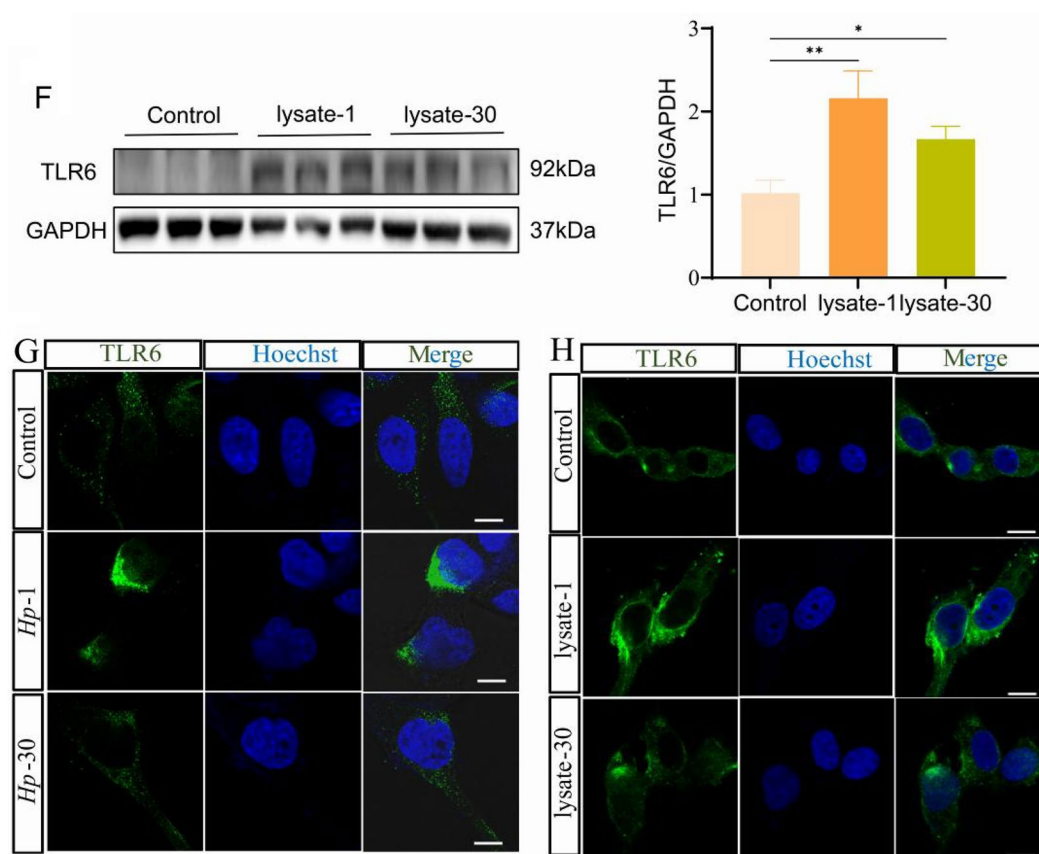 F
Control lysate-1 lysate-30
TLR6 92kDa
GAPDH 37kDa
TLR6/GAPDH
3
2
1
0
*
**
Control lysate-1 lysate-30
G
TLR6 Hoechst Merge
Control
Hp-1
Hp-30
H
TLR6 Hoechst Merge
Control
lysate-1
lysate-30